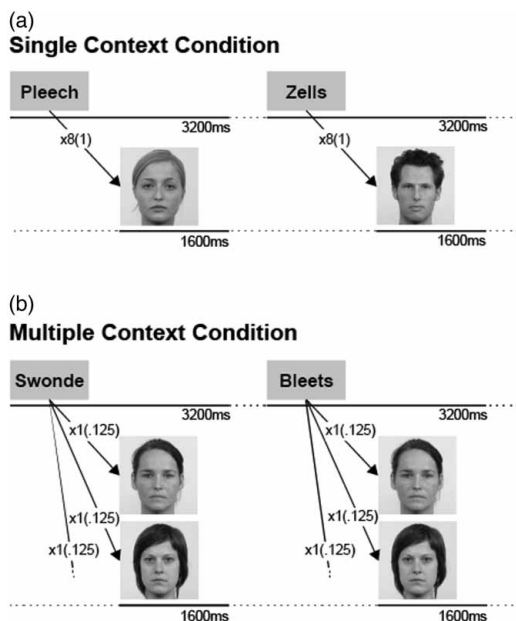 (a)
Single Context Condition
Pleech Zells
3200ms 3200ms
x8(1) x8(1)
1600ms 1600ms
(b)
Multiple Context Condition
Swonde Bleets
3200ms 3200ms
x1(.125) x1(.125)
x1(.125) x1(.125)
x1(.125) x1(.125)
1600ms 1600ms